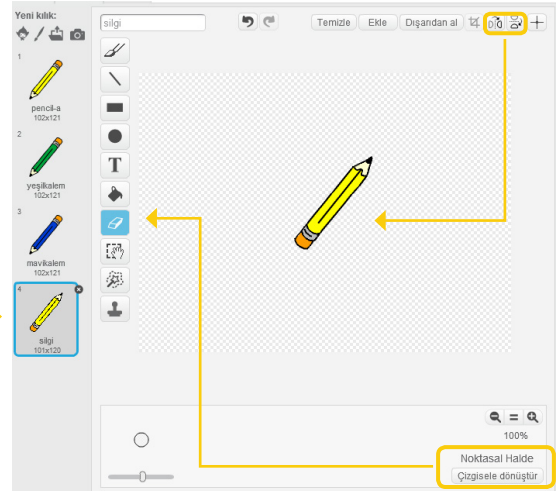 Yeni kılık:
silgi
Temizle
Ekle
Dışarıdan al
1
pencil-a
102x121
2
yeşilkalem
102x121
3
mavikalem
102x121
4
silgi
101x120
T
100%
Noktasal Halde
Çizgisele dönüştür